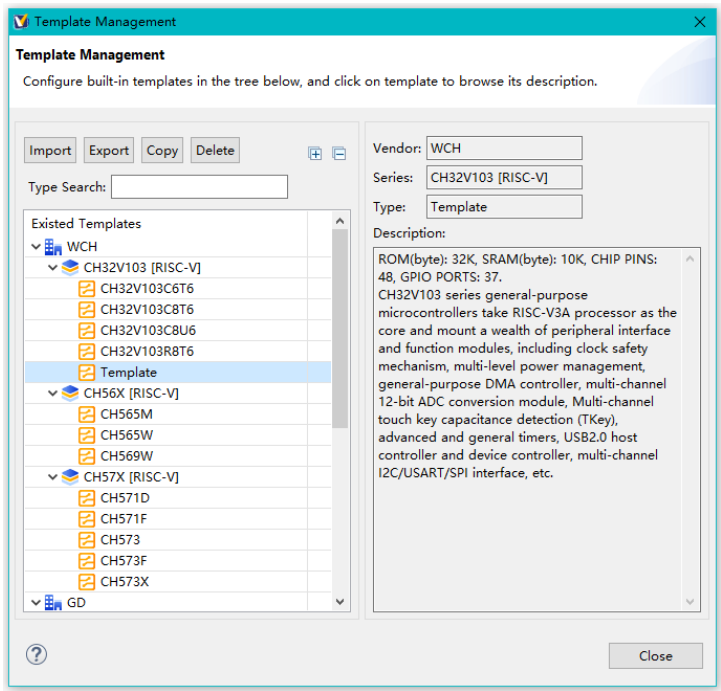 Template Management
Template Management
Configure built-in templates in the tree below, and click on template to browse its description.
Import Export Copy Delete
Type Search:
Existed Templates
WCH
CH32V103 [RISC-V]
CH32V103C6T6
CH32V103C8T6
CH32V103C8U6
CH32V103R8T6
Template
CH56X [RISC-V]
CH565M
CH565W
CH569W
CH57X [RISC-V]
CH571D
CH571F
CH573
CH573F
CH573X
GD
Vendor: WCH
Series: CH32V103 [RISC-V]
Type: Template
Description:
ROM(byte): 32K, SRAM(byte): 10K, CHIP PINS:
48, GPIO PORTS: 37.
CH32V103 series general-purpose
microcontrollers take RISC-V3A processor as the
core and mount a wealth of peripheral interface
and function modules, including clock safety
mechanism, multi-level power management,
general-purpose DMA controller, multi-channel
12-bit ADC conversion module, Multi-channel
touch key capacitance detection (TKey),
advanced and general timers, USB2.0 host
controller and device controller, multi-channel
I2C/USART/SPI interface, etc.
?
Close